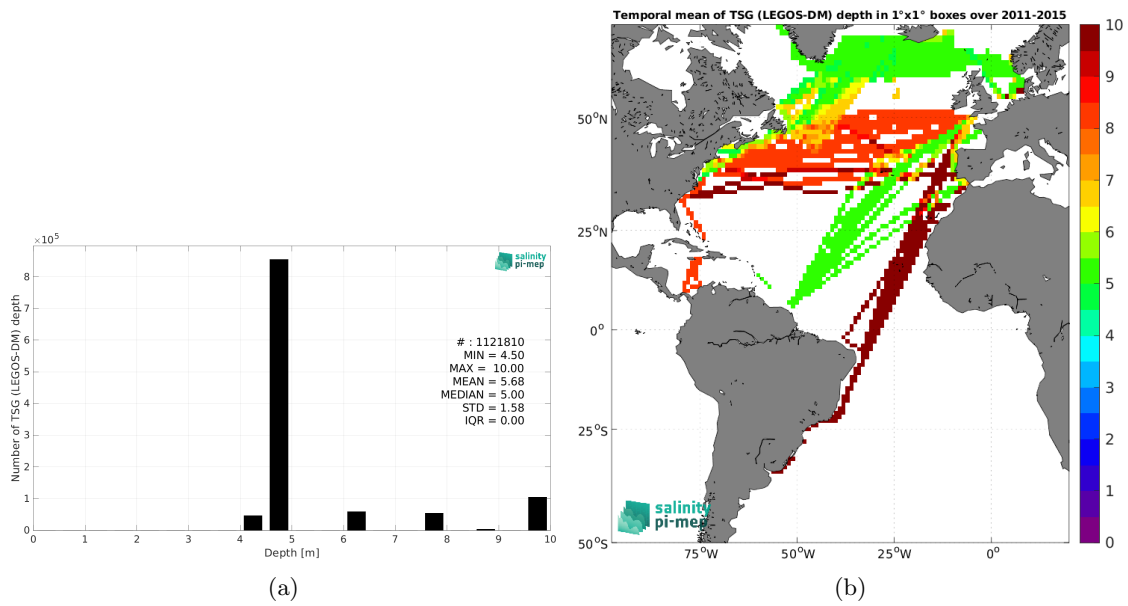 ×10⁵
8
7
6
5
4
3
2
1
0
Number of TSG (LEGOS-DM) depth
salinity
pi-mep
# : 1121810
MIN = 4.50
MAX = 10.00
MEAN = 5.68
MEDIAN = 5.00
STD = 1.58
IQR = 0.00
0 1 2 3 4 5 6 7 8 9 10
Depth [m]
(a)
Temporal mean of TSG (LEGOS-DM) depth in 1°x1° boxes over 2011-2015
50°N
25°N
0°
25°S
50°S
salinity
pi-mep
75°W 50°W 25°W 0°
10
9
8
7
6
5
4
3
2
1
0
(b)